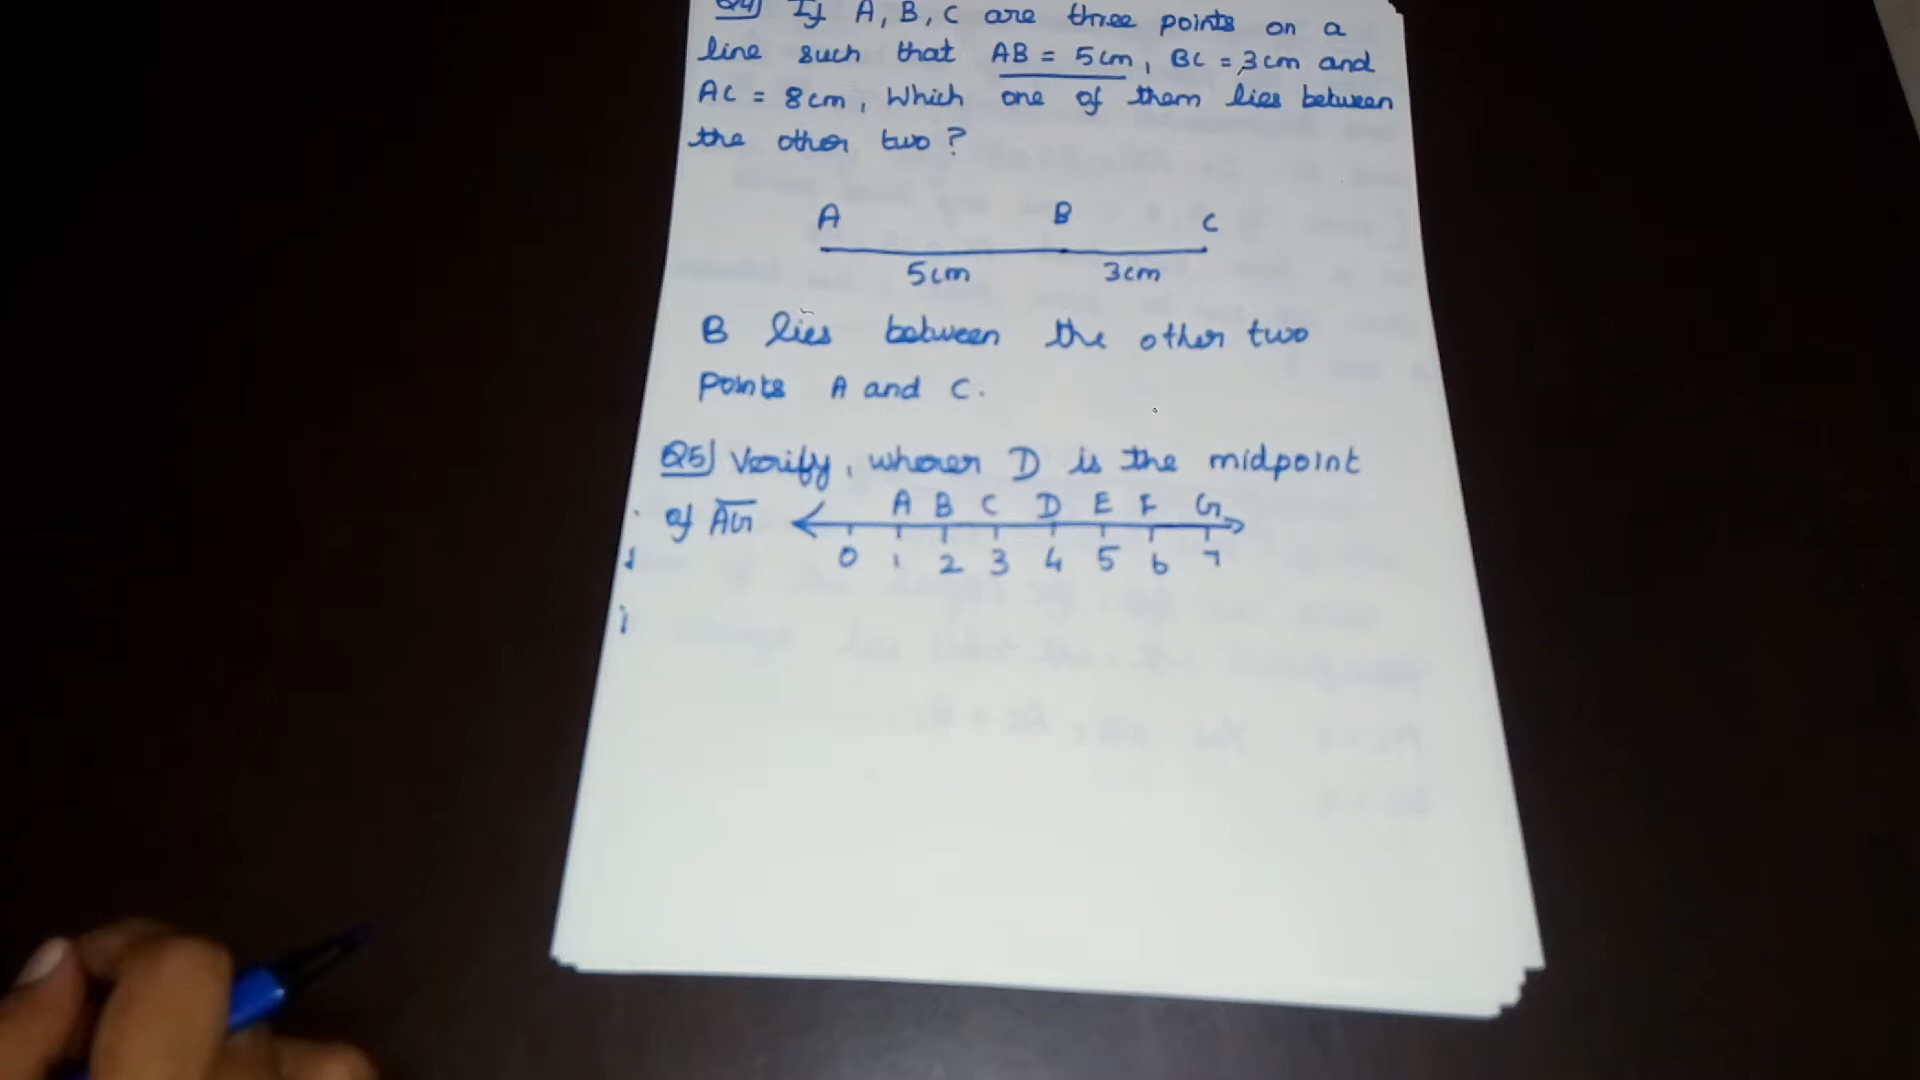 Q4) If A, B, C are three points on a
line such that AB = 5cm, BC = 3cm and
AC = 8cm, Which one of them lies between
the other two?
A B C
5cm 3cm
B lies between the other two
Points A and C.
Q5) Verify, wheher D is the midpoint
of AG
A B C D E F G
0 1 2 3 4 5 6 7